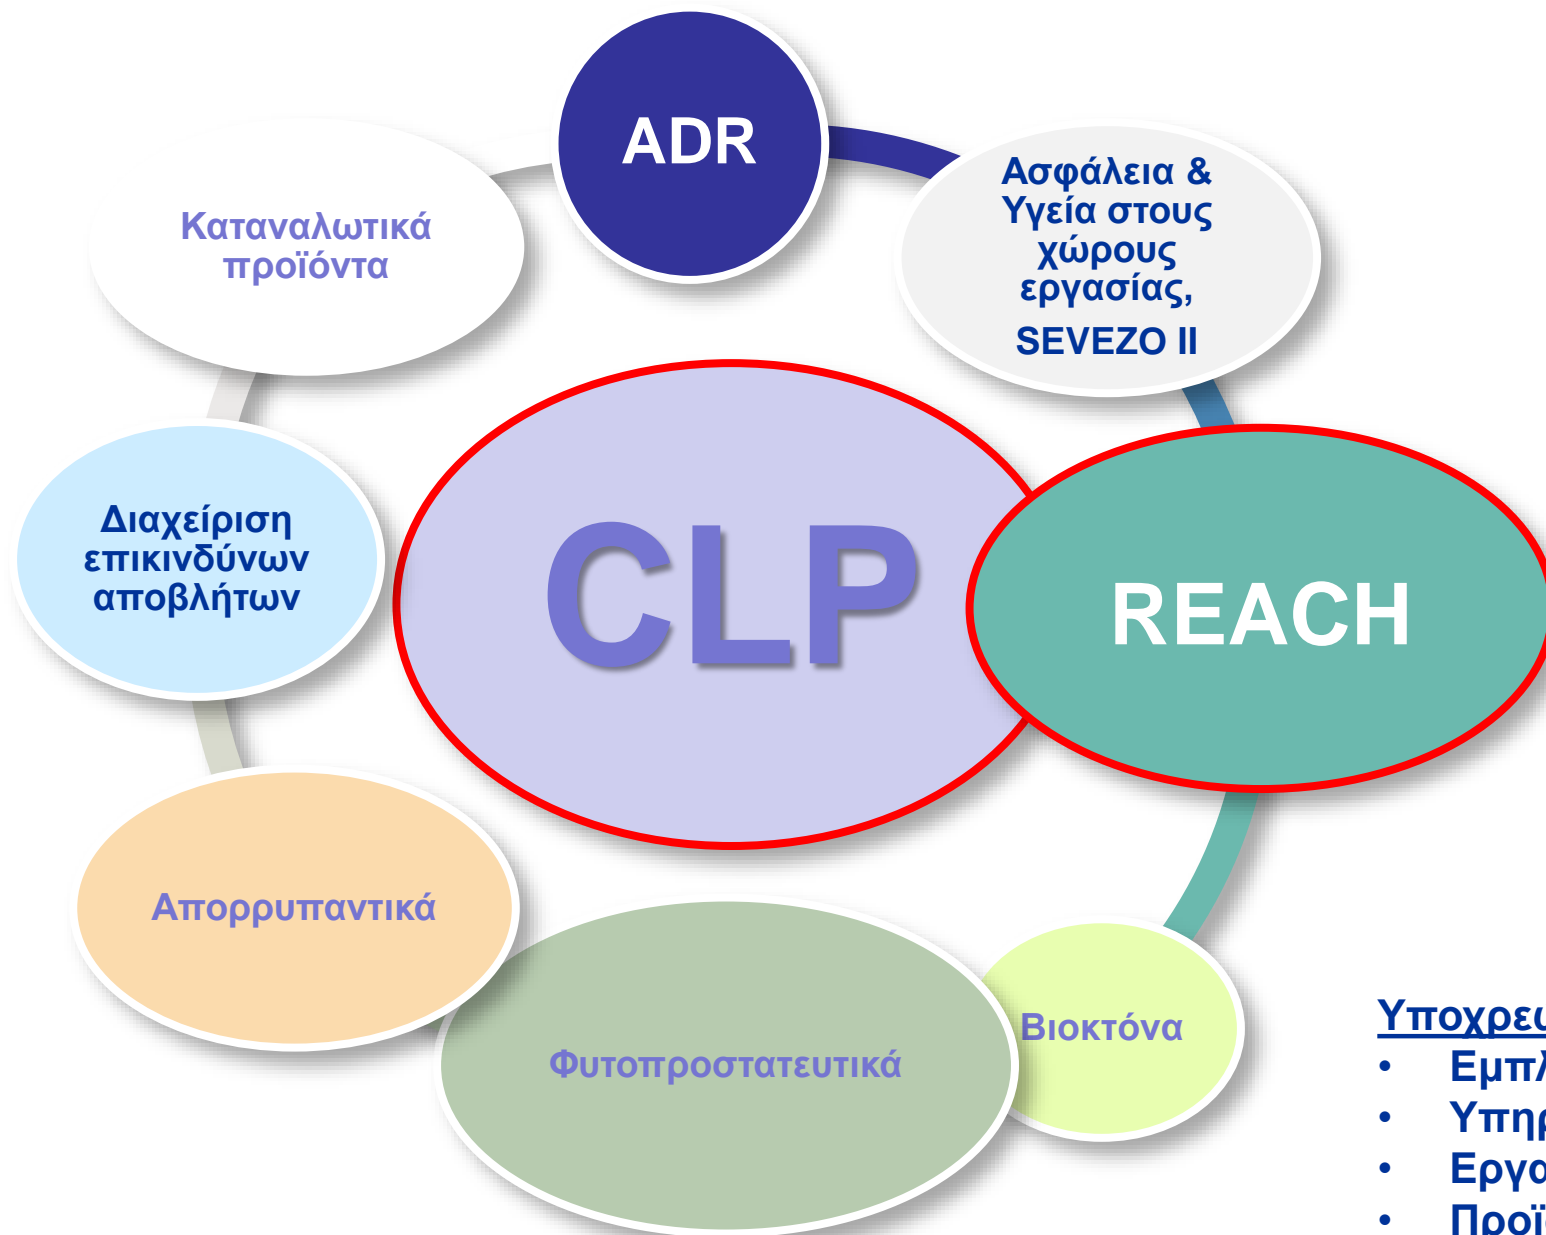 ADR
Ασφάλεια &
Υγεία στους
χώρους
εργασίας,
SEVEZO II
Καταναλωτικά
προϊόντα
CLP
REACH
Διαχείριση
επικινδύνων
αποβλήτων
Απορρυπαντικά
Φυτοπροστατευτικά
Βιοκτόνα